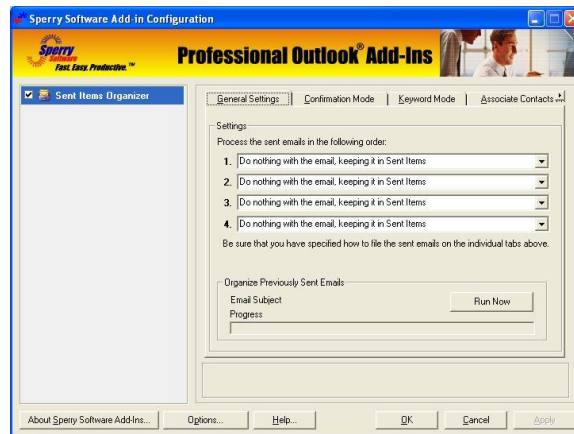 Sperry Software Add-in Configuration
Sperry
Software
Fast. Easy. Productive. ™
Professional Outlook® Add-Ins
Sent Items Organizer
General Settings
Confirmation Mode
Keyword Mode
Associate Contacts
Settings
Process the sent emails in the following order:
1. Do nothing with the email, keeping it in Sent Items
2. Do nothing with the email, keeping it in Sent Items
3. Do nothing with the email, keeping it in Sent Items
4. Do nothing with the email, keeping it in Sent Items
Be sure that you have specified how to file the sent emails on the individual tabs above.
Organize Previously Sent Emails
Email Subject
Run Now
Progress
About Sperry Software Add-Ins...
Options...
Help...
OK
Cancel
Apply